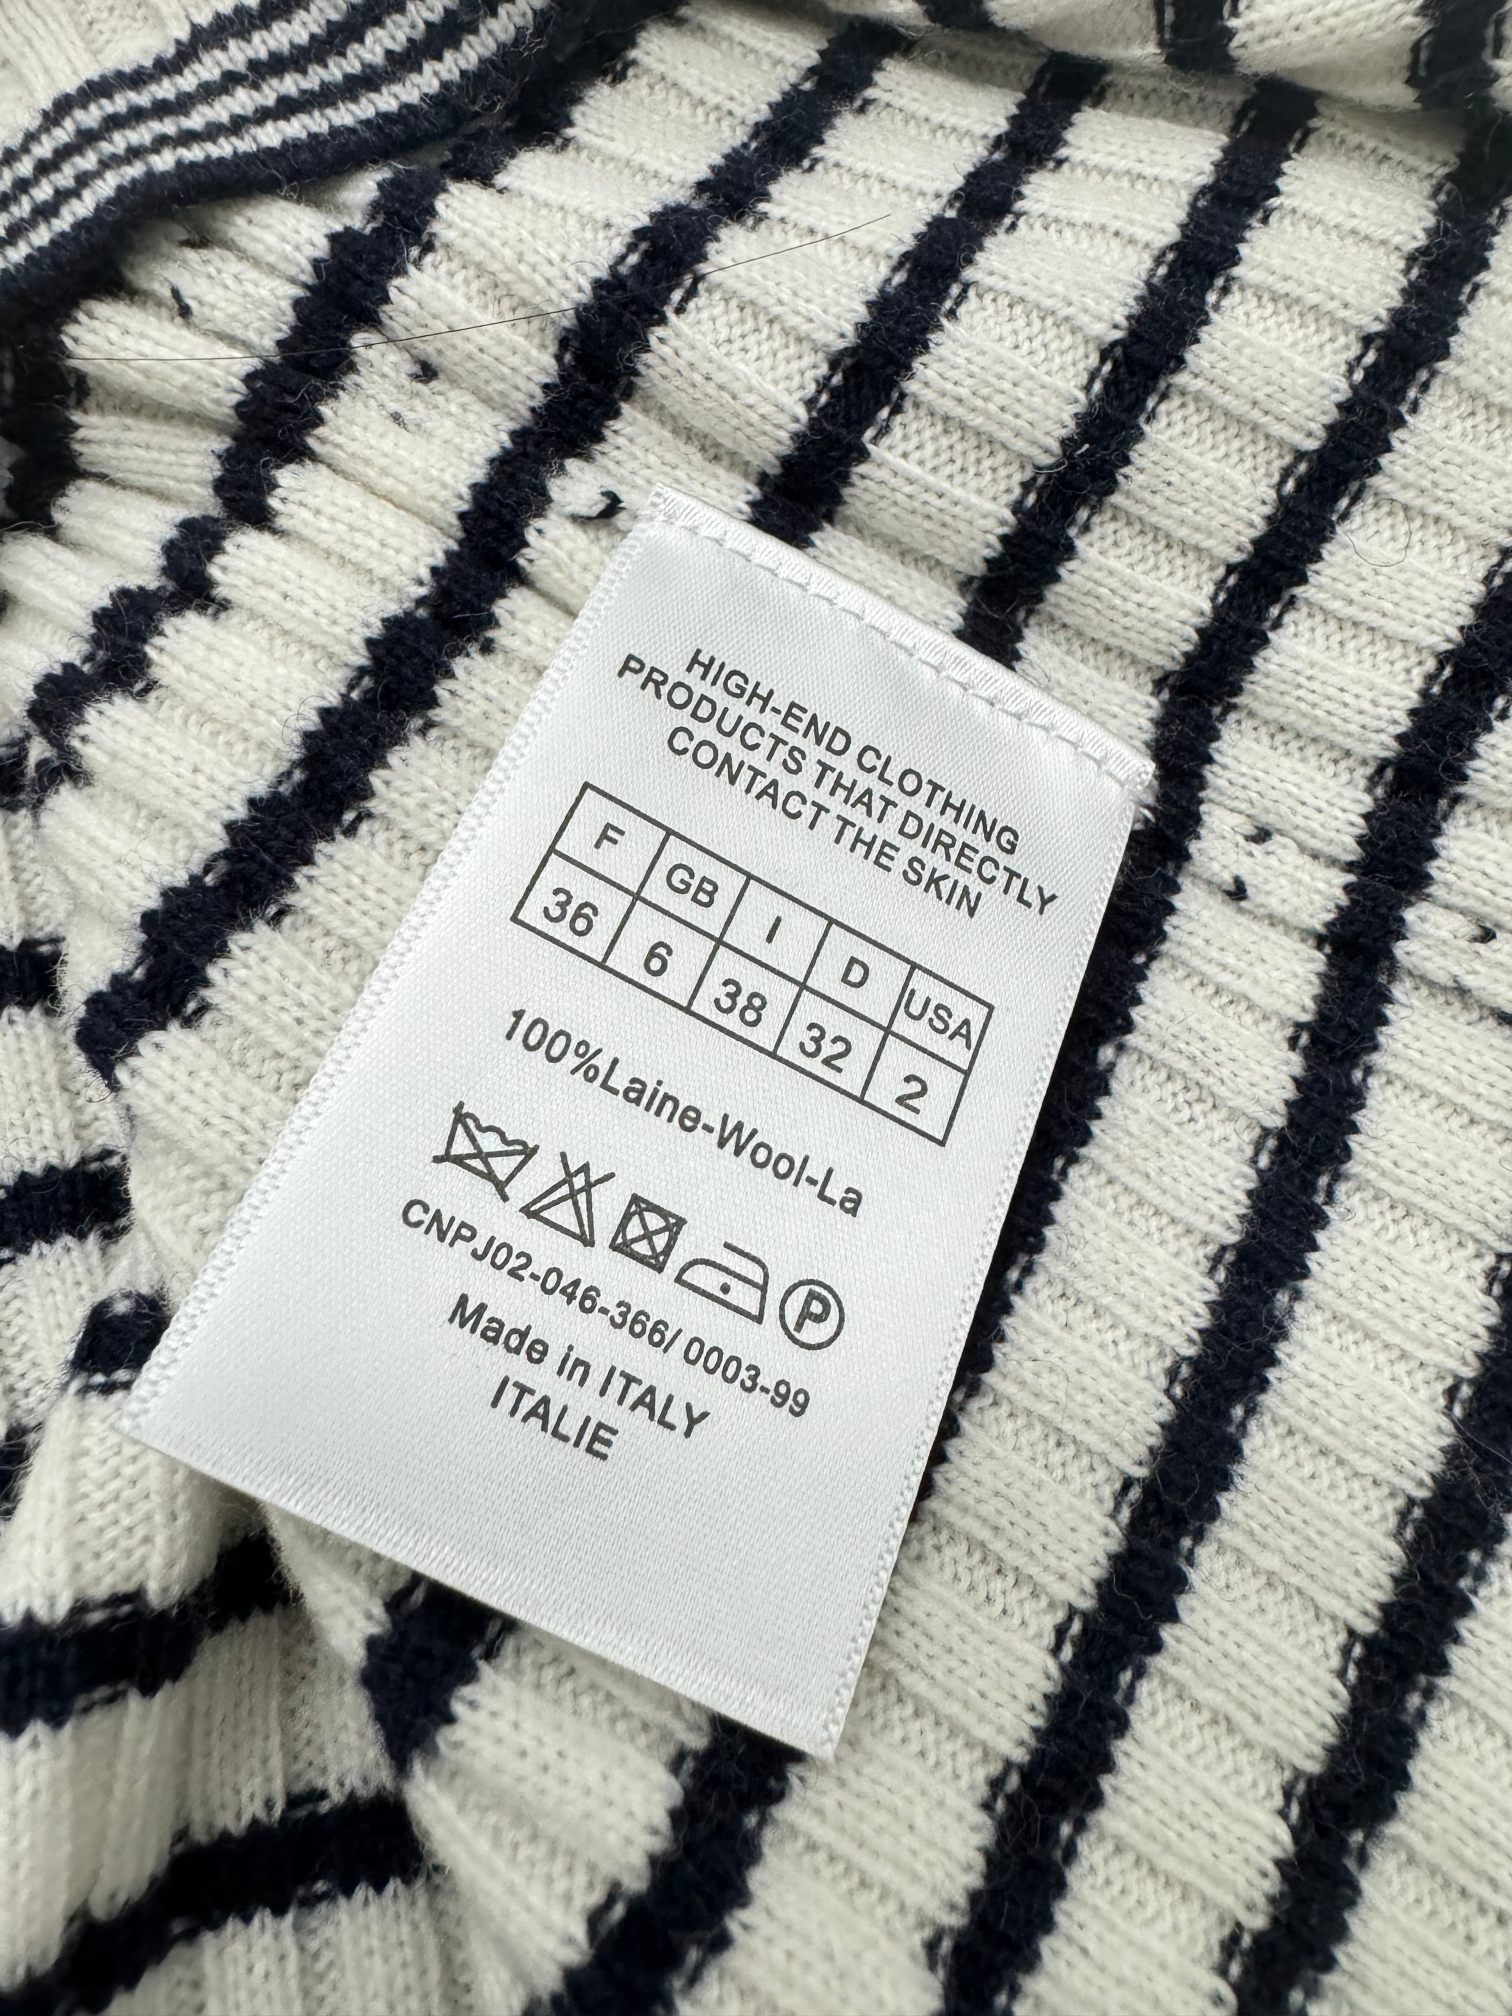 HIGH-END CLOTHING
PRODUCTS THAT DIRECTLY
CONTACT THE SKIN
F GB I D USA
36 6 38 32 2
100%Laine-Wool-La
P
CNPJ02-046-366/ 0003-99
Made in ITALY
ITALIE